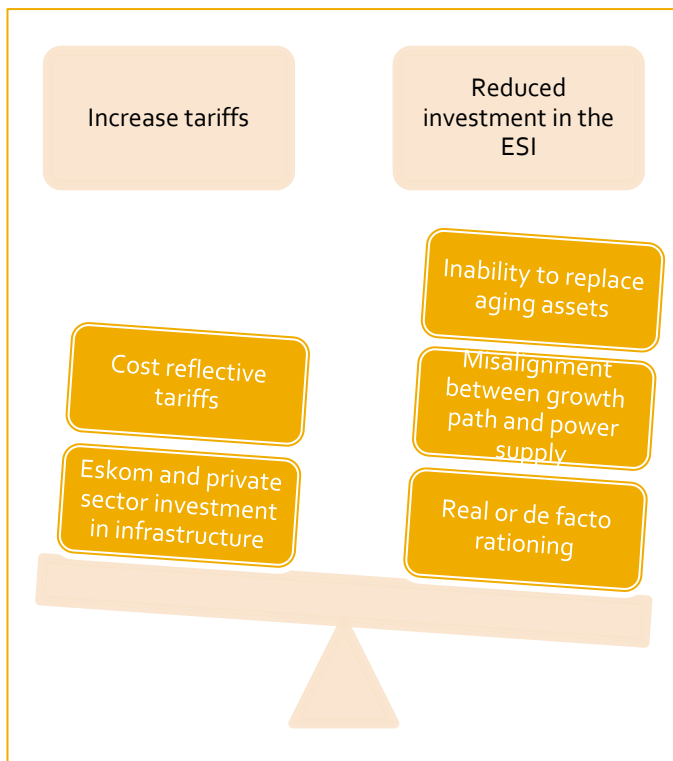 Increase tariffs
Reduced
investment in the
ESI
Inability to replace
aging assets
Misalignment
between growth
path and power
supply
Real or de facto
rationing
Cost reflective
tariffs
Eskom and private
sector investment
in infrastructure